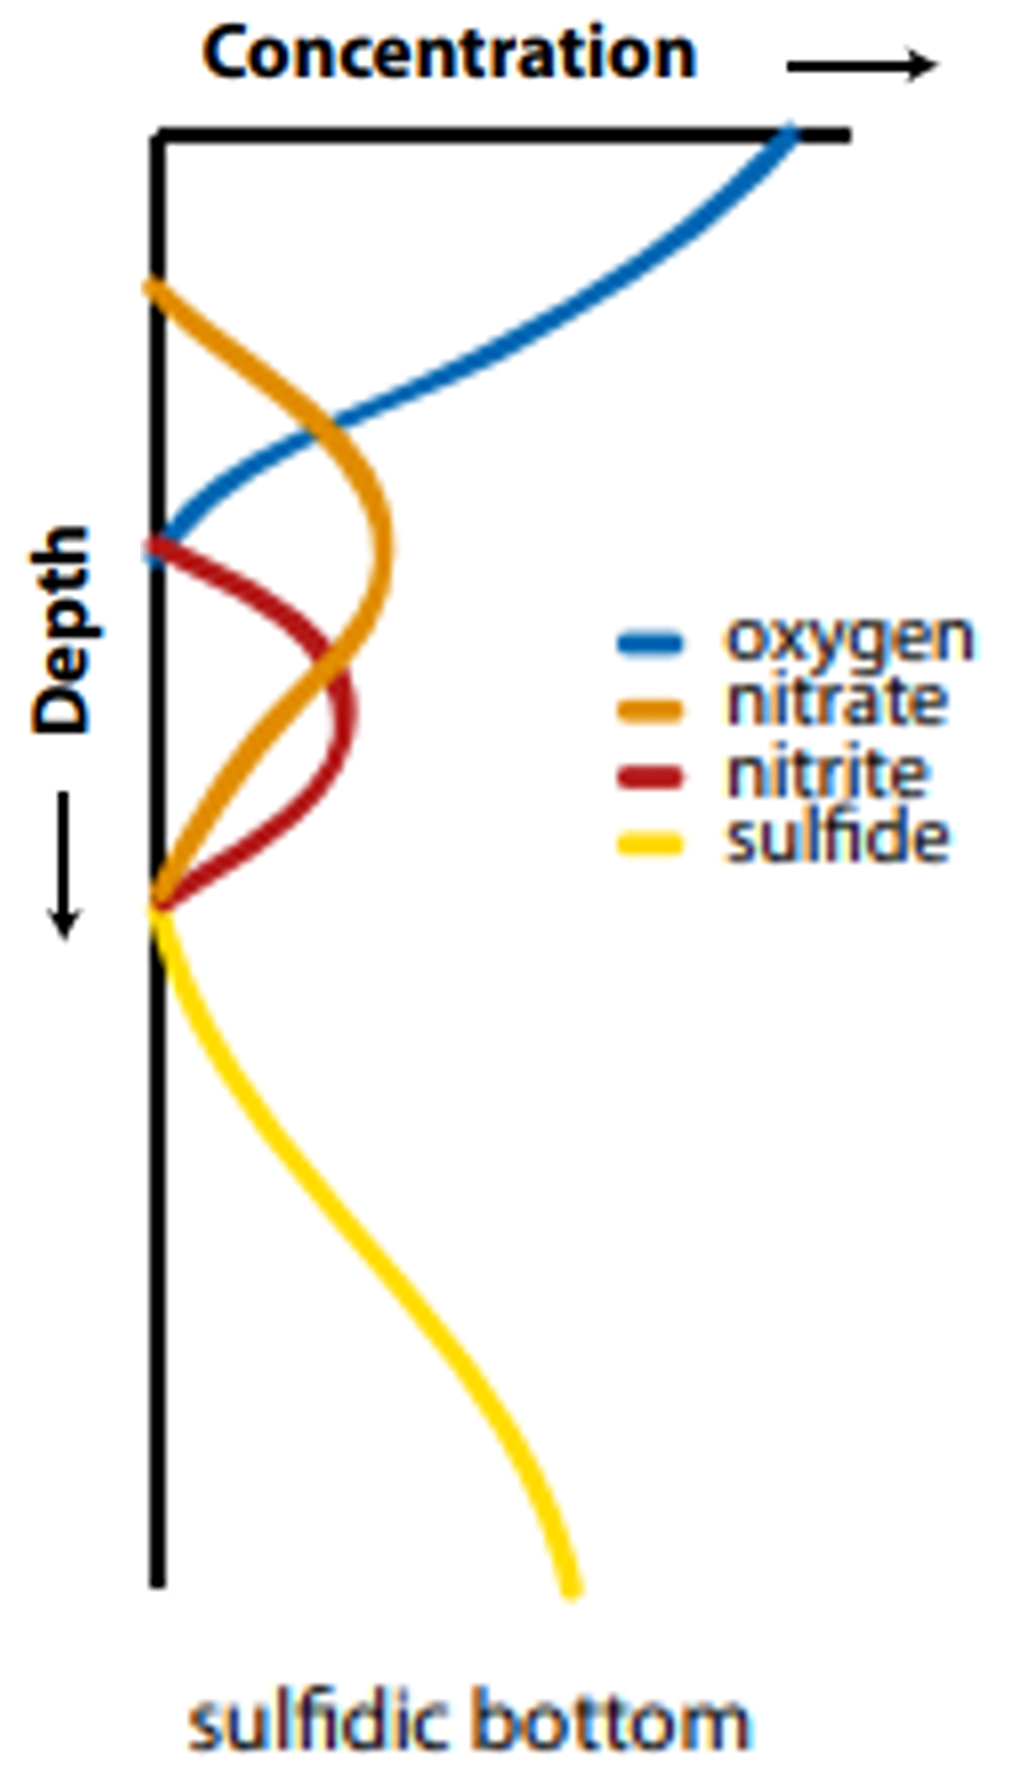 Concentration
Depth
oxygen
nitrate
nitrite
sulfide
sulfidic bottom